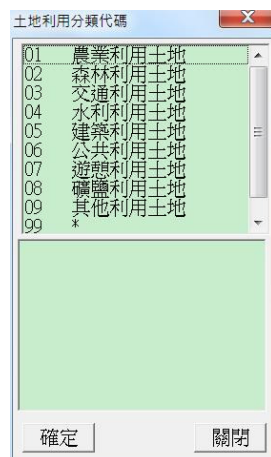 土地利用分類代碼
01 農業利用土地
02 森林利用土地
03 交通利用土地
04 水利利用土地
05 建築利用土地
06 公共利用土地
07 遊憩利用土地
08 礦鹽利用土地
09 其他利用土地
99 *
確定 關閉